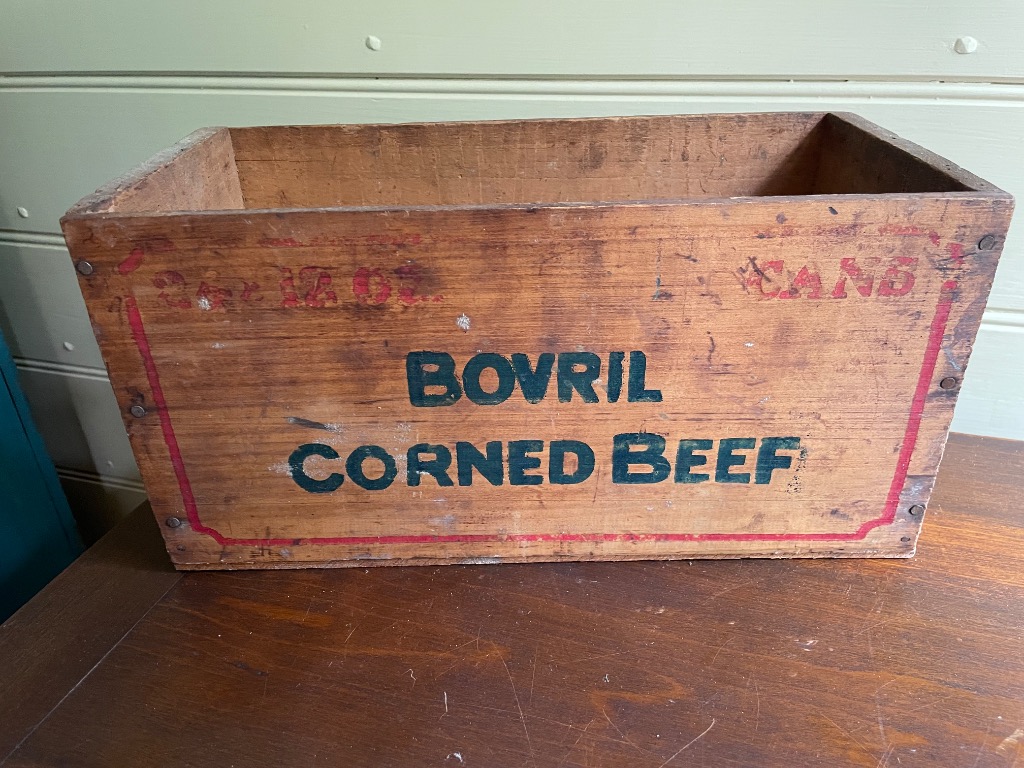 24 - 12 OZ. CANS
BOVRIL
CORNED BEEF